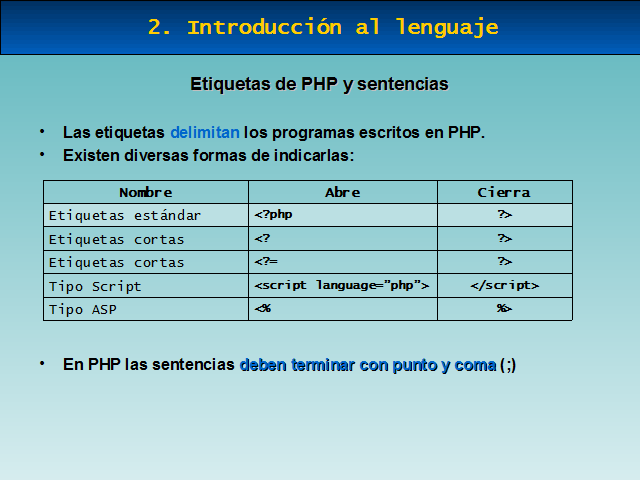 2. Introducción al lenguaje
Etiquetas de PHP y sentencias
• Las etiquetas delimitan los programas escritos en PHP.
• Existen diversas formas de indicarlas:
Nombre Abre Cierra
Etiquetas estándar <?php ?>
Etiquetas cortas <? ?>
Etiquetas cortas <?= ?>
Tipo Script <script language="php"> </script>
Tipo ASP <% %>
• En PHP las sentencias deben terminar con punto y coma (;)